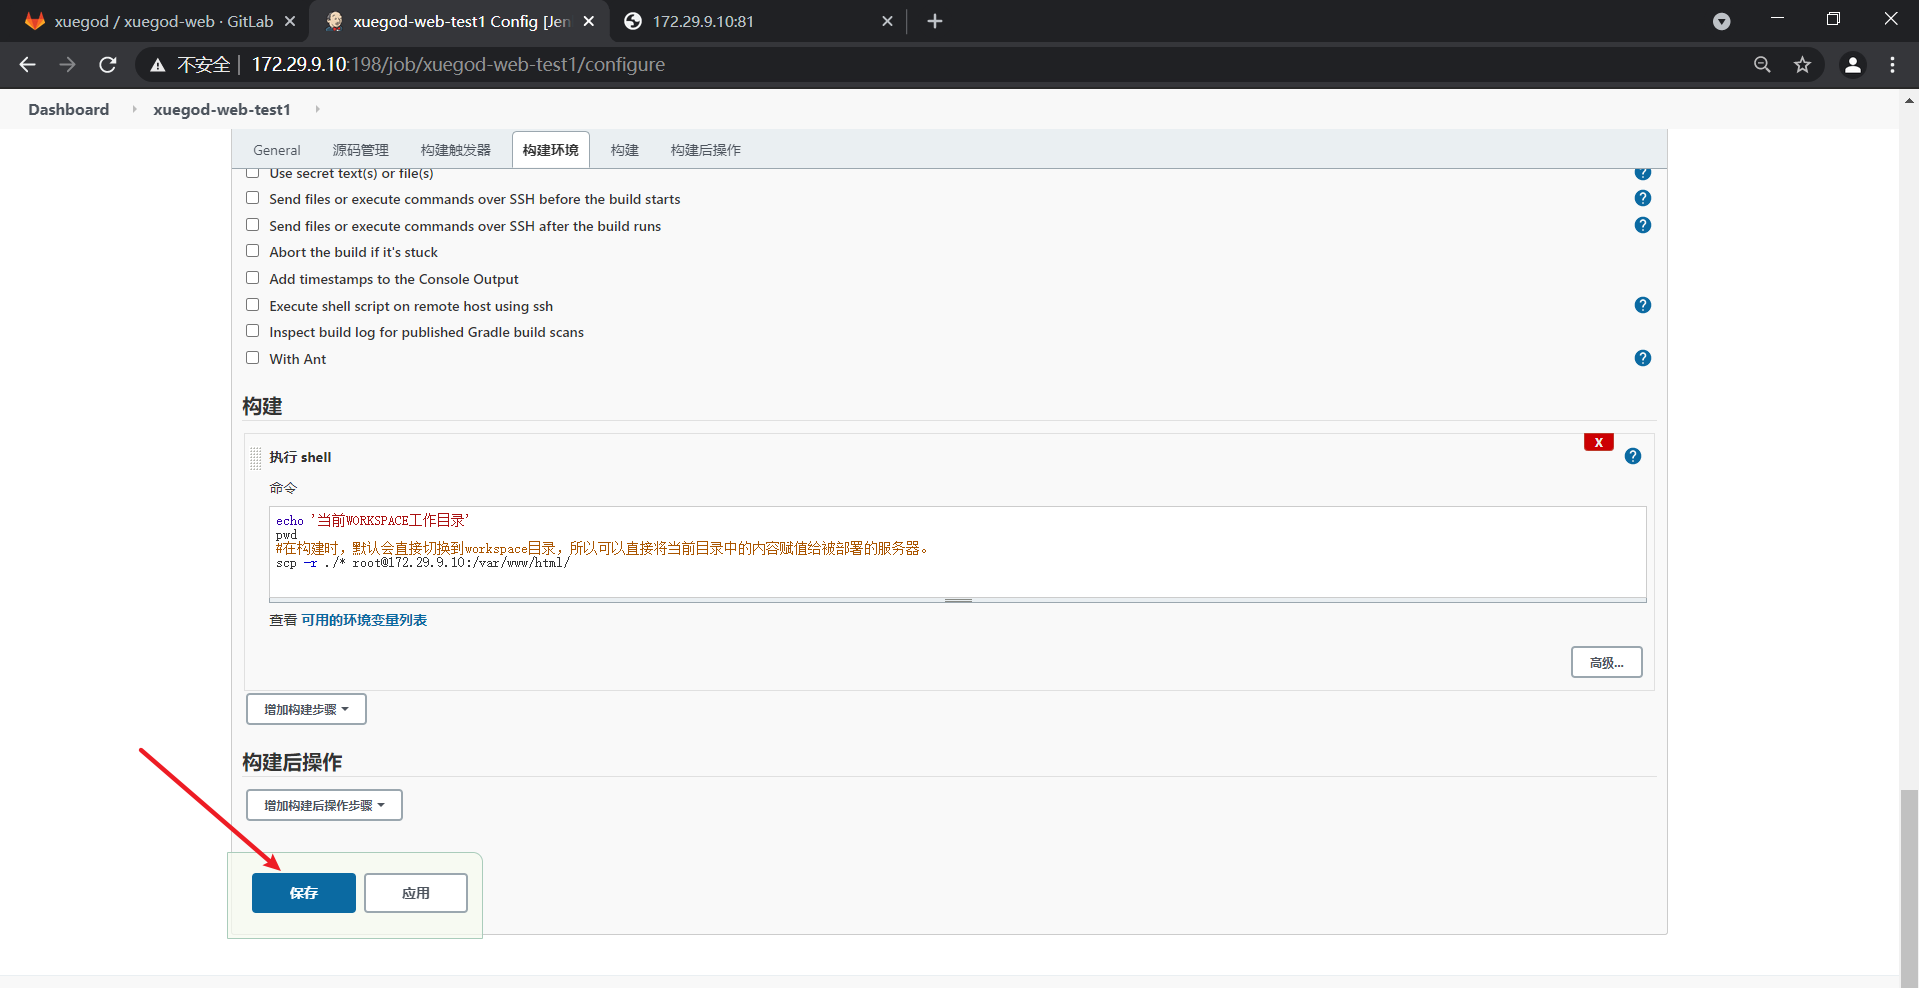 xuegod / xuegod-web · GitLab
xuegod-web-test1 Config [Jen
172.29.9.10:81
不安全 | 172.29.9.10:198/job/xuegod-web-test1/configure
Dashboard
xuegod-web-test1
General
源码管理
构建触发器
构建环境
构建
构建后操作
Use secret text(s) or file(s)
Send files or execute commands over SSH before the build starts
Send files or execute commands over SSH after the build runs
Abort the build if it's stuck
Add timestamps to the Console Output
Execute shell script on remote host using ssh
Inspect build log for published Gradle build scans
With Ant
构建
X
执行 shell
命令
echo '当前WORKSPACE工作目录'
pwd
#在构建时，默认会直接切换到workspace目录，所以可以直接将当前目录中的内容赋值给被部署的服务器。
scp -r ./* root@172.29.9.10:/var/www/html/
查看 可用的环境变量列表
高级...
增加构建步骤
构建后操作
增加构建后操作步骤
保存
应用